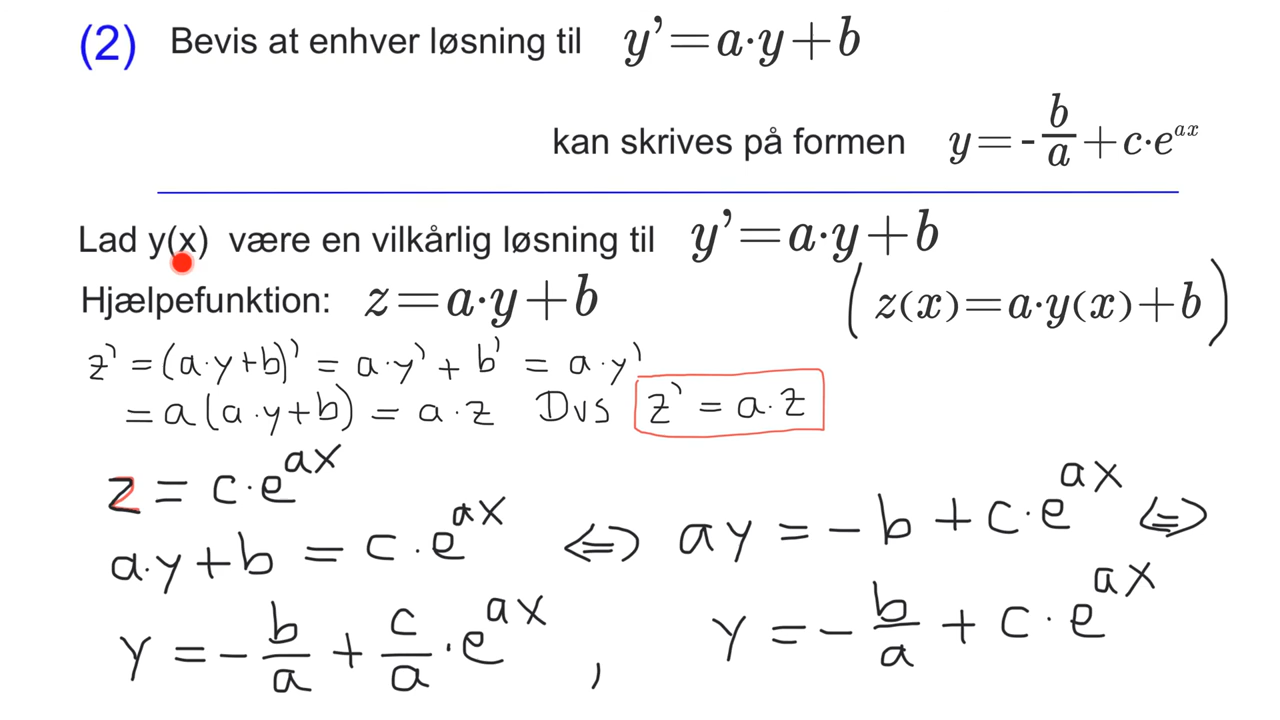 (2) Bevis at enhver løsning til y'=a·y+b
kan skrives på formen y=-b/a+c·e^{ax}
Lad y(x) være en vilkårlig løsning til y'=a·y+b
Hjælpefunktion: z=a·y+b (z(x)=a·y(x)+b)
z' = (a·y+b)' = a·y' + b' = a·y'
= a(a·y+b) = a·z Dvs z' = a·z
z = c·e^{ax}
a·y+b = c·e^{ax} ⇔ ay = -b + c·e^{ax} ⇔
y = -b/a + c/a·e^{ax} , y = -b/a + c·e^{ax}